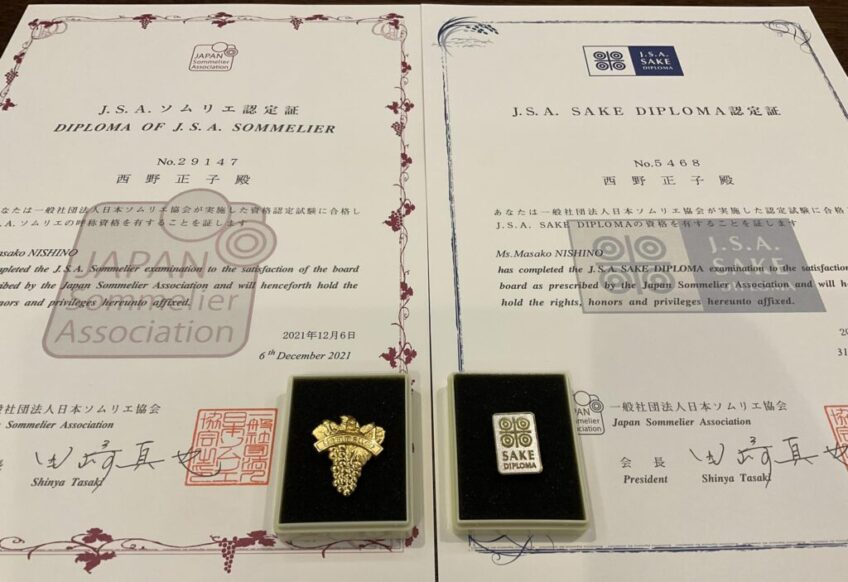 JAPAN
Sommelier
Association
J.S.A.ソムリエ認定証
DIPLOMA OF J.S.A. SOMMELIER
No.29147
西野正子殿
なたは一般社団法人日本ソムリエ協会が実施した資格認定試験に合格し
.A.ソムリエの呼称資格を有することを証します
Masako NISHINO
completed the J.S.A. Sommelier examination to the satisfaction of the board
ribed by the Japan Sommelier Association and will henceforth hold the
nors and privileges hereunto affixed.
JAPAN
Sommelier
Association
2021年12月6日
6th December 2021
社団法人日本ソムリエ協会
Sommelier Association
Shinya Tasaki
J.S.A.
SAKE
DIPLOMA
J.S.A. SAKE DIPLOMA認定証
No.5468
西野正子殿
あなたは一般社団法人日本ソムリエ協会が実施した認定試験に合格
J.S.A. SAKE DIPLOMAの資格を有することを証します
Ms.Masako NISHINO
has completed the J.S.A. SAKE DIPLOMA examination to the satisfaction
board as prescribed by the Japan Sommelier Association and will he
hold the rights, honors and privileges hereunto affixed.
J.S.A.
SAKE
DIPLOMA
20
31
一般社団法人日本ソムリエ協会
Japan Sommelier Association
会長
President
Shinya Tasaki
SAKE
DIPLOMA